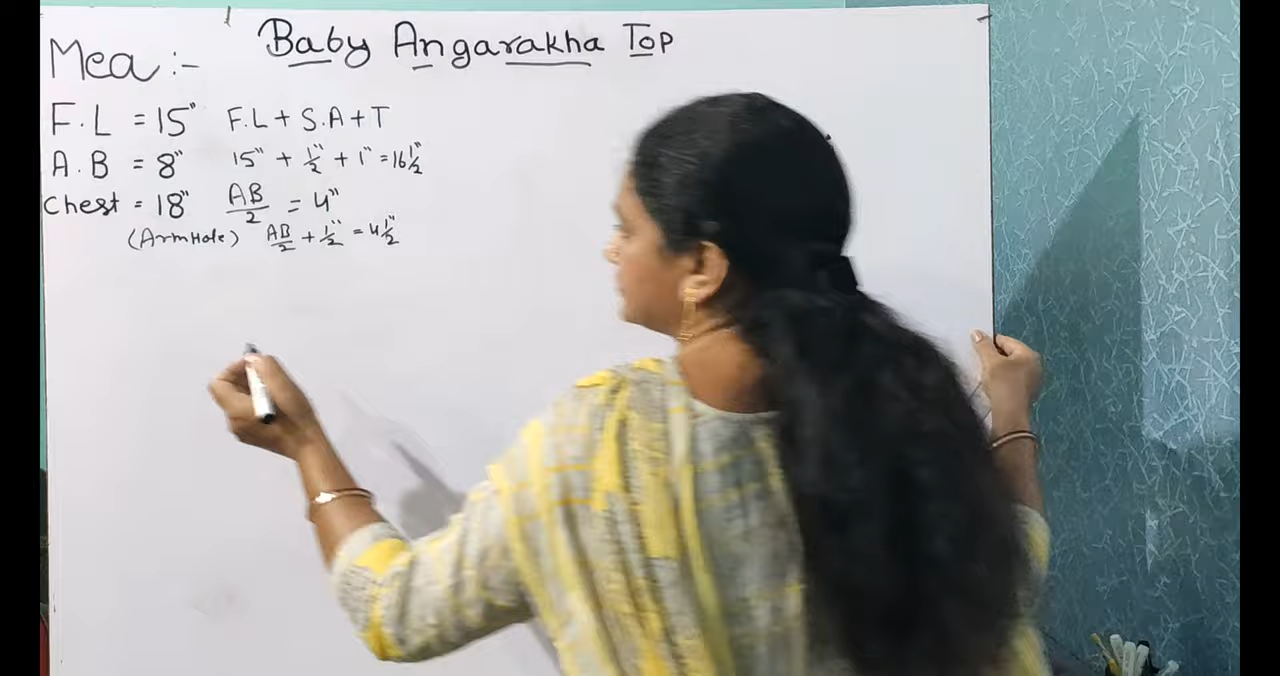 Baby Angarakha Top
Mea :-
F.L = 15" F.L + S.A + T
A.B = 8" 15" + 1/2" + 1" = 16 1/2"
Chest = 18" AB/2 = 4"
(ArmHole) AB/2 + 1/2" = 4 1/2"